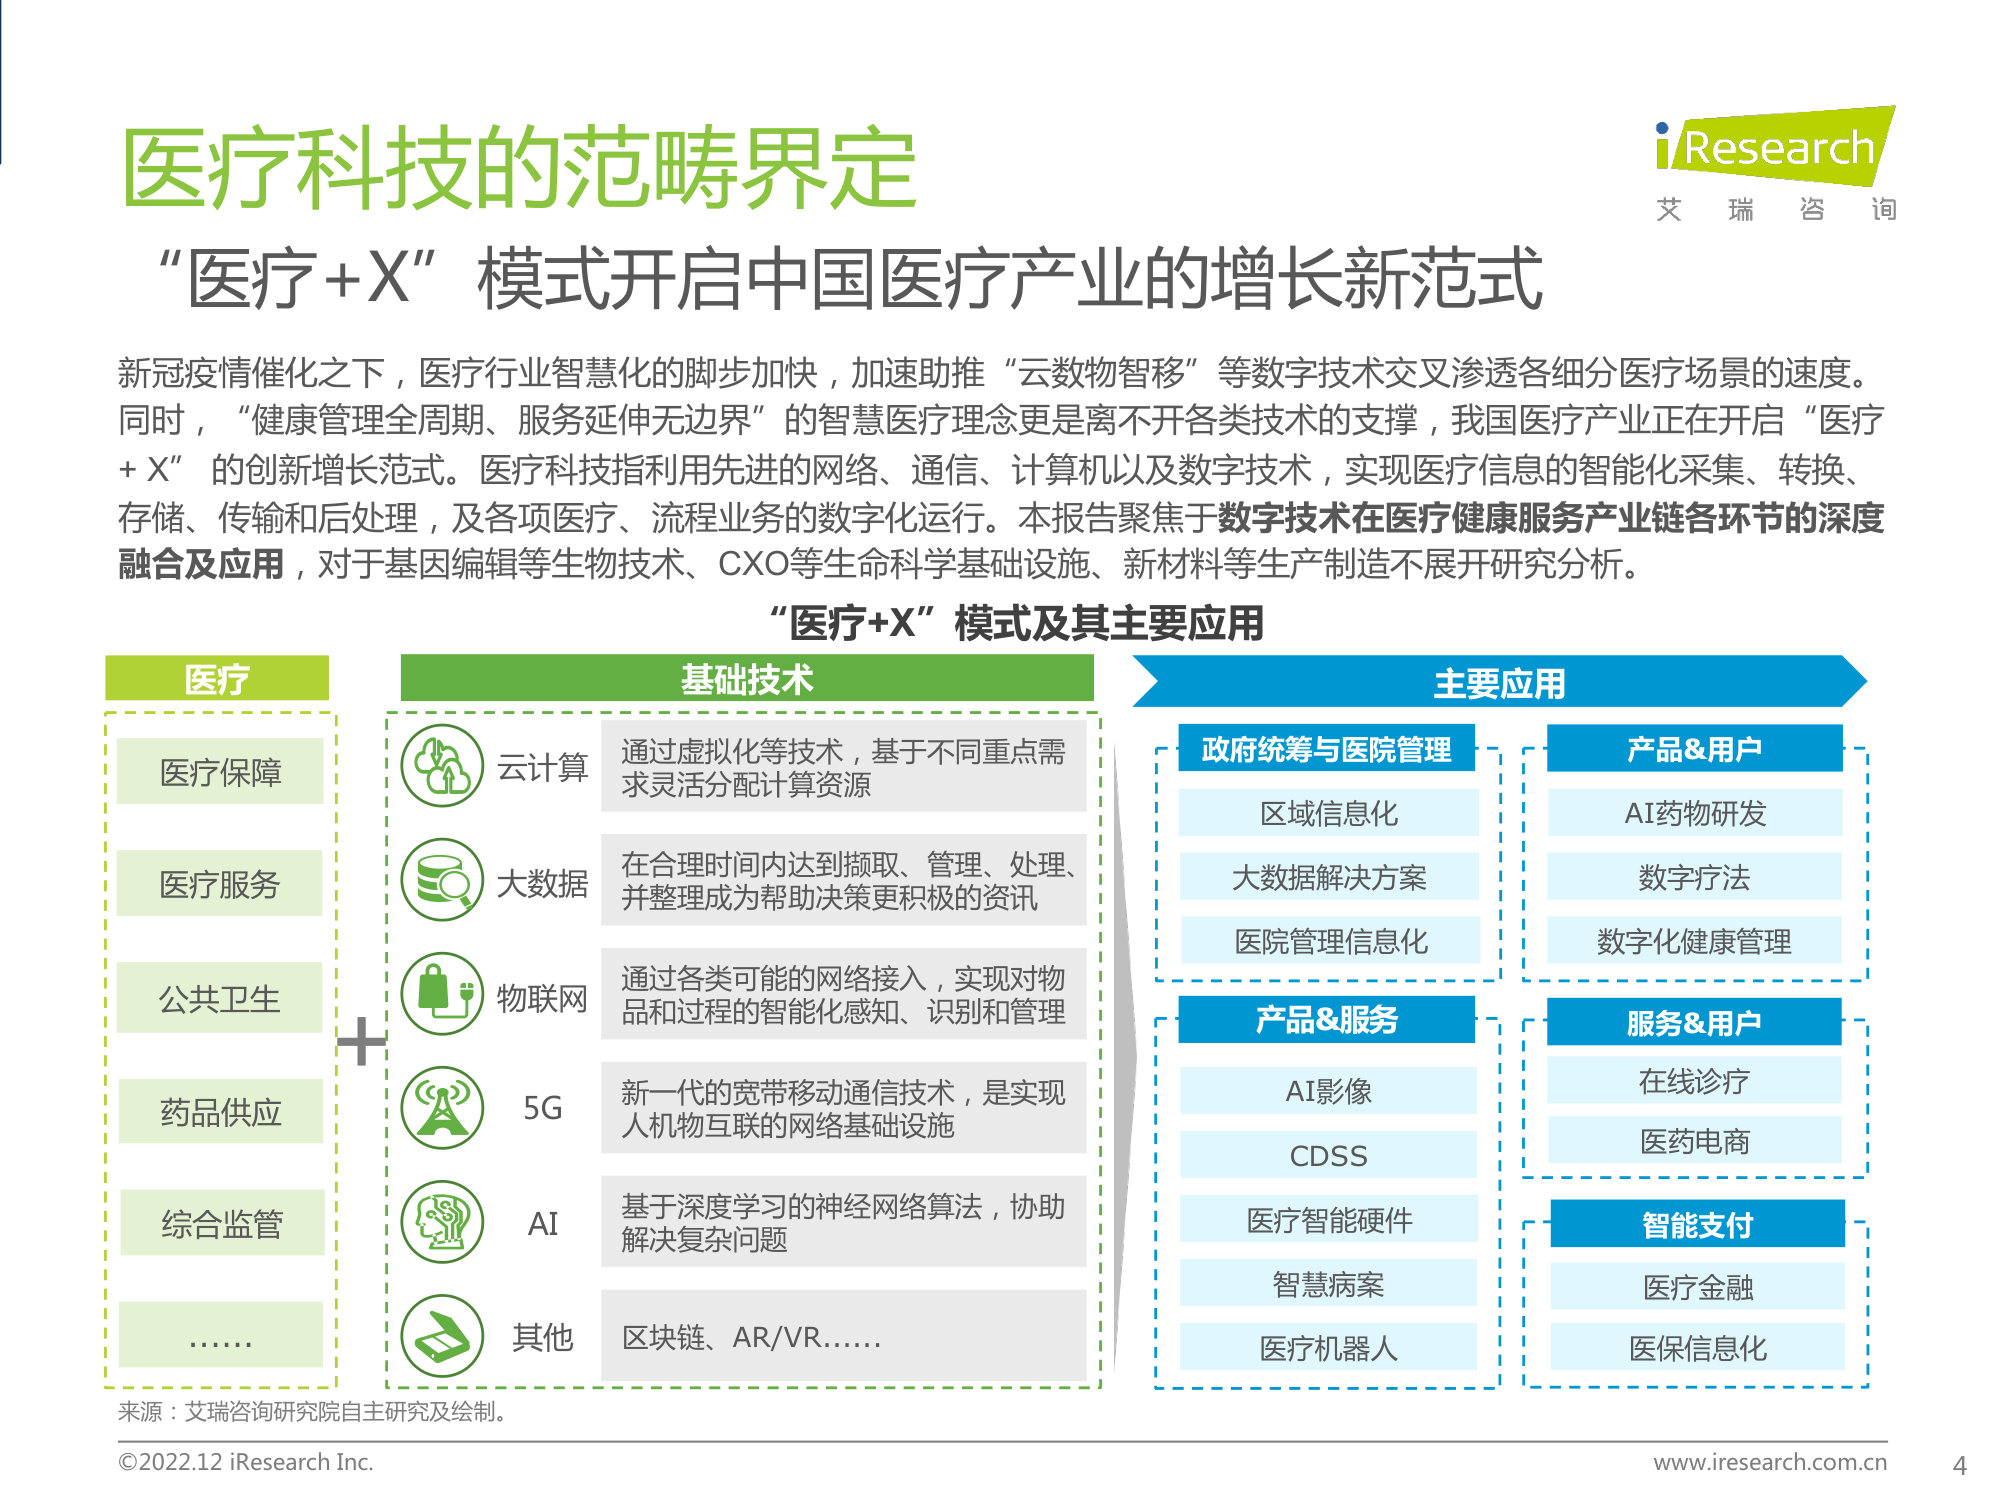 医疗科技的范畴界定
iResearch
艾瑞咨询
“医疗+X”模式开启中国医疗产业的增长新范式
新冠疫情催化之下，医疗行业智慧化的脚步加快，加速助推“云数物智移”等数字技术交叉渗透各细分医疗场景的速度。
同时，“健康管理全周期、服务延伸无边界”的智慧医疗理念更是离不开各类技术的支撑，我国医疗产业正在开启“医疗
+ X” 的创新增长范式。医疗科技指利用先进的网络、通信、计算机以及数字技术，实现医疗信息的智能化采集、转换、
存储、传输和后处理，及各项医疗、流程业务的数字化运行。本报告聚焦于数字技术在医疗健康服务产业链各环节的深度
融合及应用，对于基因编辑等生物技术、CXO等生命科学基础设施、新材料等生产制造不展开研究分析。
“医疗+X”模式及其主要应用
医疗
医疗保障
医疗服务
公共卫生
药品供应
综合监管
……
+
基础技术
云计算
通过虚拟化等技术，基于不同重点需
求灵活分配计算资源
大数据
在合理时间内达到撷取、管理、处理、
并整理成为帮助决策更积极的资讯
物联网
通过各类可能的网络接入，实现对物
品和过程的智能化感知、识别和管理
5G
新一代的宽带移动通信技术，是实现
人机物互联的网络基础设施
AI
基于深度学习的神经网络算法，协助
解决复杂问题
其他
区块链、AR/VR……
主要应用
政府统筹与医院管理
区域信息化
大数据解决方案
医院管理信息化
产品&用户
AI药物研发
数字疗法
数字化健康管理
产品&服务
AI影像
CDSS
医疗智能硬件
智慧病案
医疗机器人
服务&用户
在线诊疗
医药电商
智能支付
医疗金融
医保信息化
来源：艾瑞咨询研究院自主研究及绘制。
©2022.12 iResearch Inc.
www.iresearch.com.cn
4